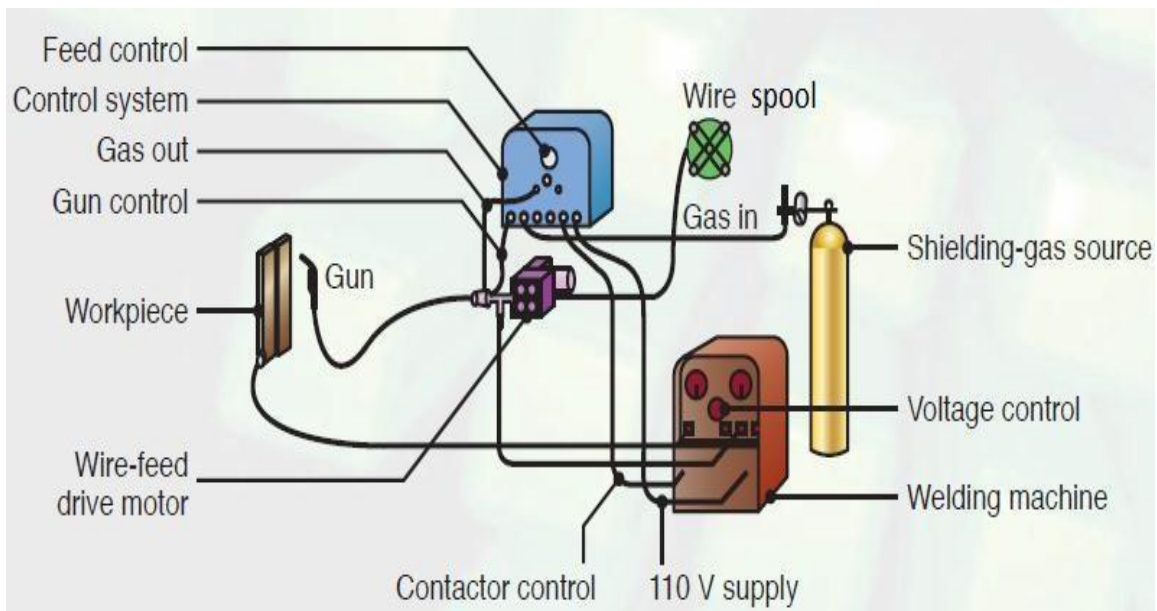 Feed control
Control system
Gas out
Gun control
Wire spool
Gas in
Shielding-gas source
Gun
Workpiece
Voltage control
Wire-feed
drive motor
Welding machine
Contactor control
110 V supply